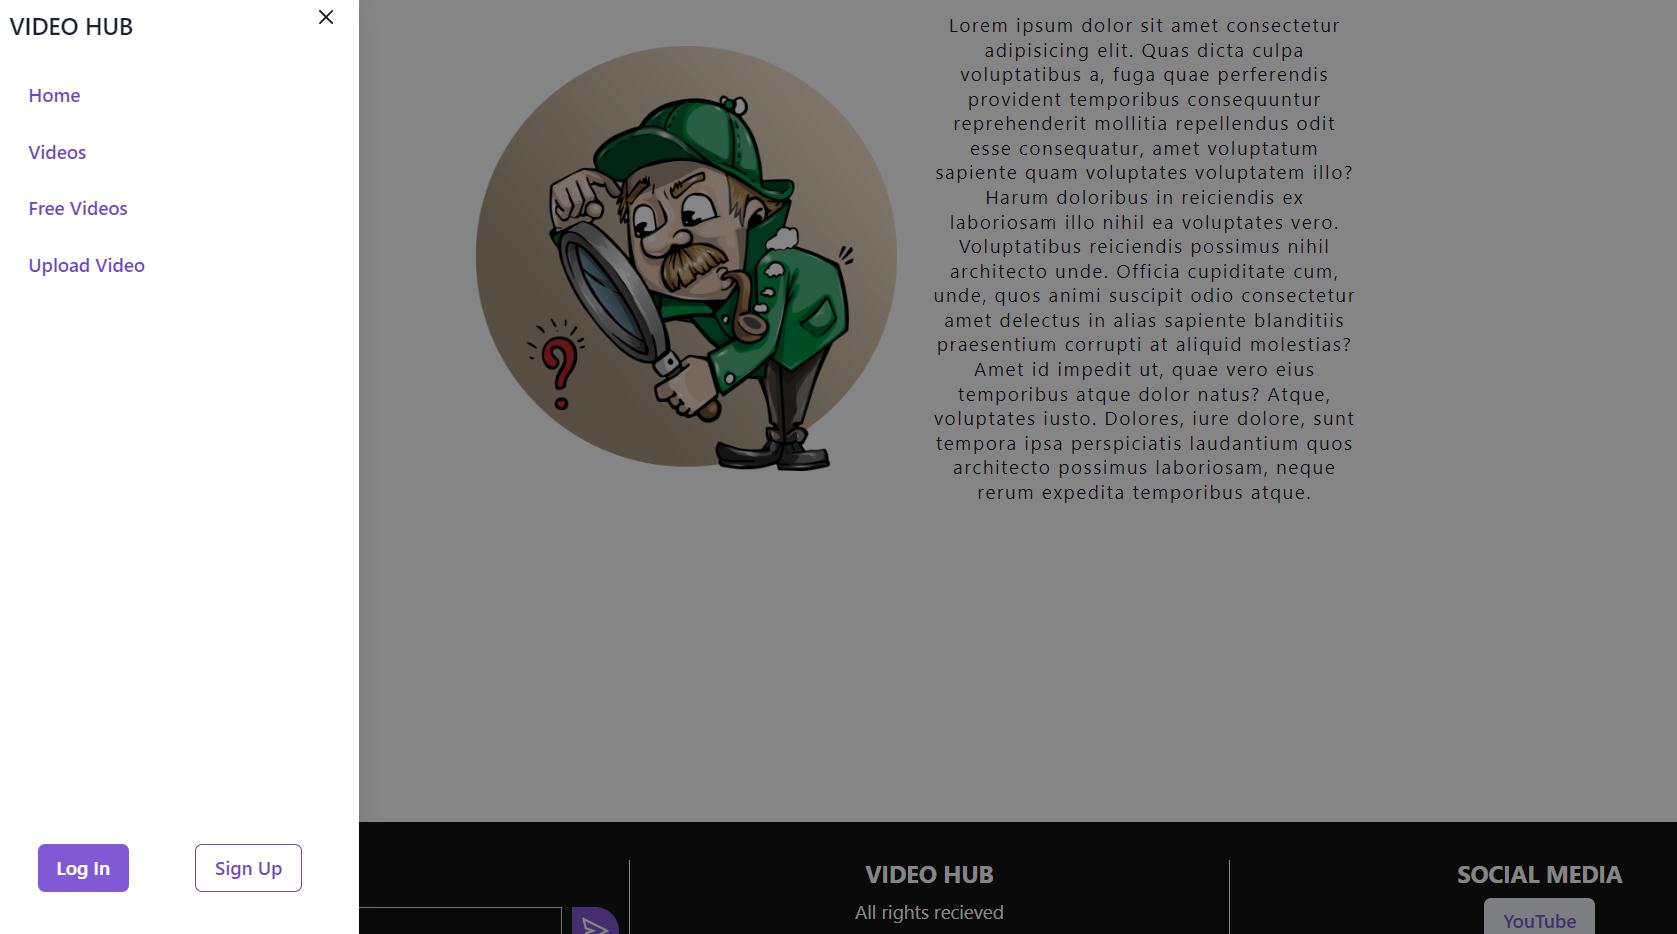 VIDEO HUB
Home
Videos
Free Videos
Upload Video
Log In
Sign Up
Lorem ipsum dolor sit amet consectetur
adipisicing elit. Quas dicta culpa
voluptatibus a, fuga quae perferendis
provident temporibus consequuntur
reprehenderit mollitia repellendus odit
esse consequatur, amet voluptatum
sapiente quam voluptates voluptatem illo?
Harum doloribus in reiciendis ex
laboriosam illo nihil ea voluptates vero.
Voluptatibus reiciendis possimus nihil
architecto unde. Officia cupiditate cum,
unde, quos animi suscipit odio consectetur
amet delectus in alias sapiente blanditiis
praesentium corrupti at aliquid molestias?
Amet id impedit ut, quae vero eius
temporibus atque dolor natus? Atque,
voluptates iusto. Dolores, iure dolore, sunt
tempora ipsa perspiciatis laudantium quos
architecto possimus laboriosam, neque
rerum expedita temporibus atque.
?
VIDEO HUB
All rights recieved
SOCIAL MEDIA
YouTube